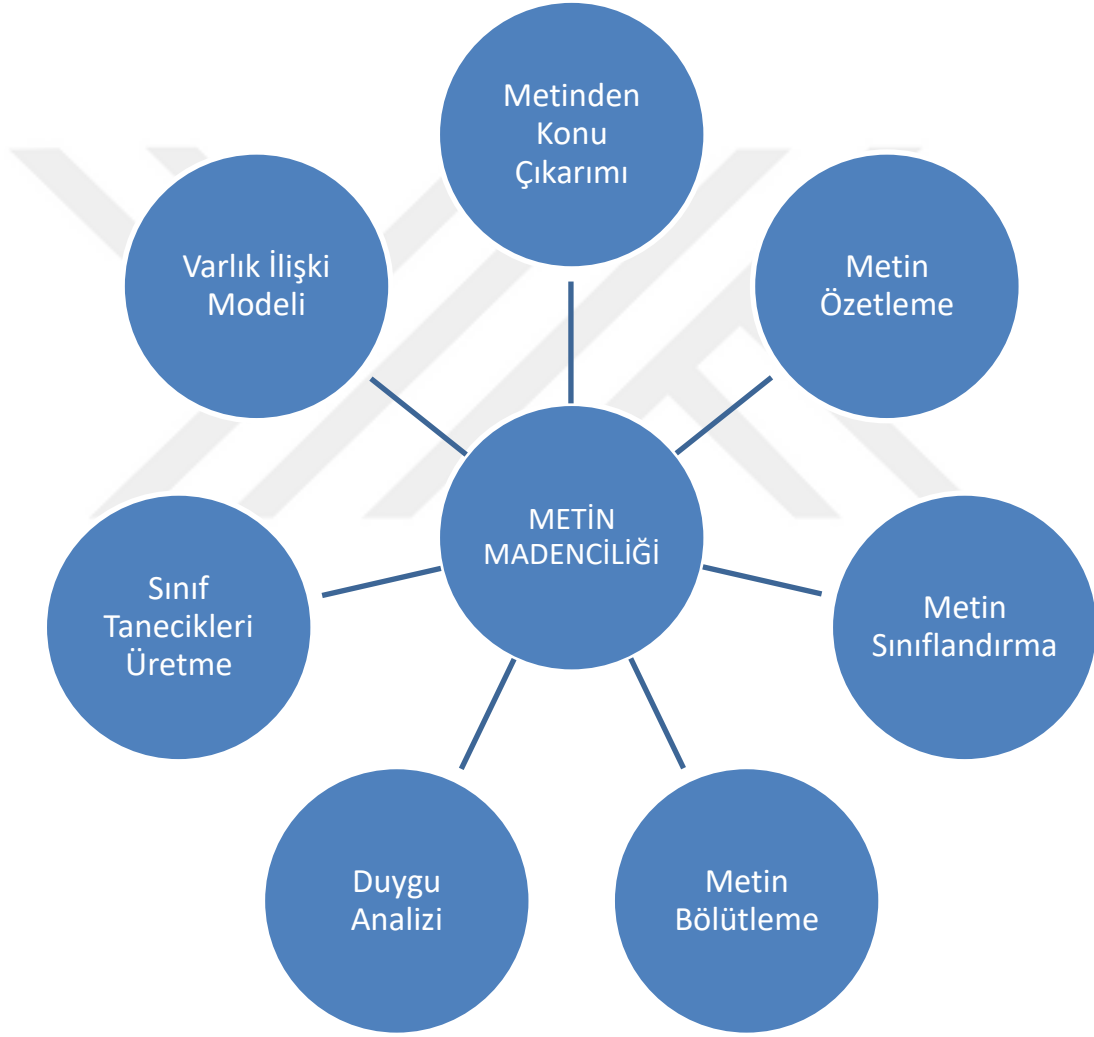 Metinden
Konu
Çıkarımı
Metin
Özetleme
Metin
Sınıflandırma
Metin
Bölütleme
Duygu
Analizi
Sınıf
Tanecikleri
Üretme
Varlık İlişki
Modeli
METİN
MADENCİLİĞİ